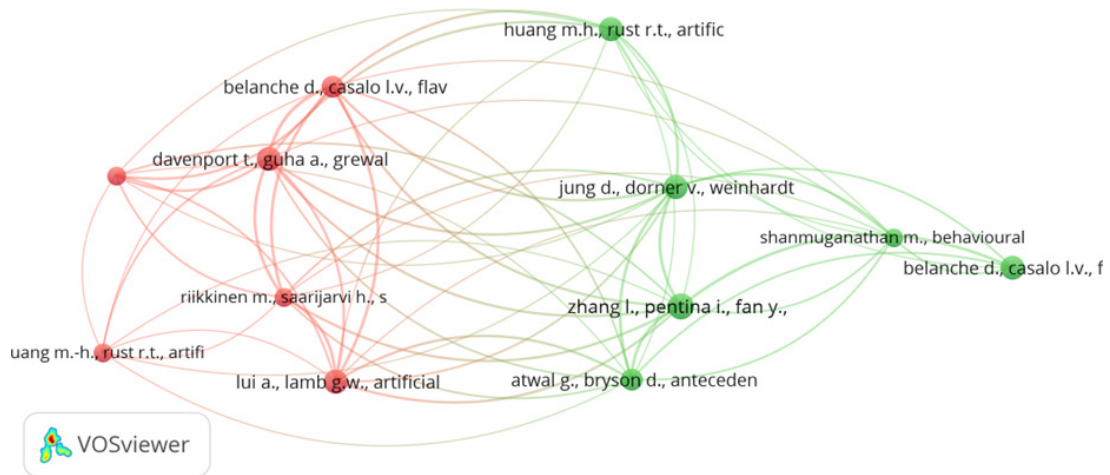 huang m.h., rust r.t., artific
belanche d., casalo l.v., flav
davenport t., guha a., grewal
jung d., dorner v., weinhardt
shanmuganathan m., behavioural
belanche d., casalo l.v., f
riikkinen m., saarijarvi h., s
zhang l., pentina i., fan y.,
uang m.-h., rust r.t., artifi
lui a., lamb g.w., artificial
atwal g., bryson d., anteceden
VOSviewer